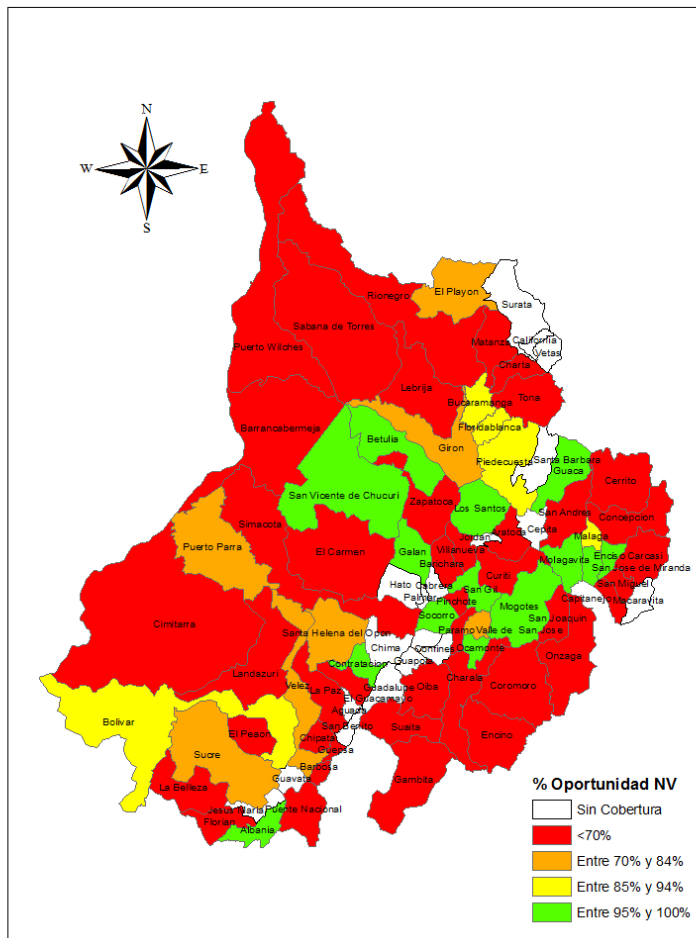 N
W
E
S
El Playon
Surata
Rionegro
Sabana de Torres
California
Matanza
Vetas
Puerto Wilches
Charta
Lebrija
Tona
Bucaramanga
Barrancabermeja
Floridablanca
Betulia
Giron
Piedecuesta
Santa Barbara
Guaca
Cerrito
San Vicente de Chucuri
Zapatoca
Los Santos
San Andres
Concepcion
Simacota
Cepita
Aratoca
Jordan
Malaga
Puerto Parra
El Carmen
Galan
Villanueva
Enciso
Carcasi
Barichara
Molagavita
San Jose de Miranda
Curiti
Hato
Cabrera
San Gil
San Miguel
Palmar
Pinchote
Mogotes
Capitanejo
Macaravita
Cimitarra
Socorro
San Joaquin
Santa Helena del Opon
Paramo
Valle de San Jose
Chima
Confines
Ocamonte
Onzaga
Contratacion
Guapota
Landazuri
Charala
Velez
La Paz
Guadalupe
Oiba
Coromoro
El Guacamayo
Aguada
Bolivar
San Benito
Suaita
El Peaon
Chipata
Encino
Guepsa
Sucre
Barbosa
Gambita
Guavata
La Belleza
Jesus Maria
Puente Nacional
Florian
Albania
% Oportunidad NV
Sin Cobertura
<70%
Entre 70% y 84%
Entre 85% y 94%
Entre 95% y 100%